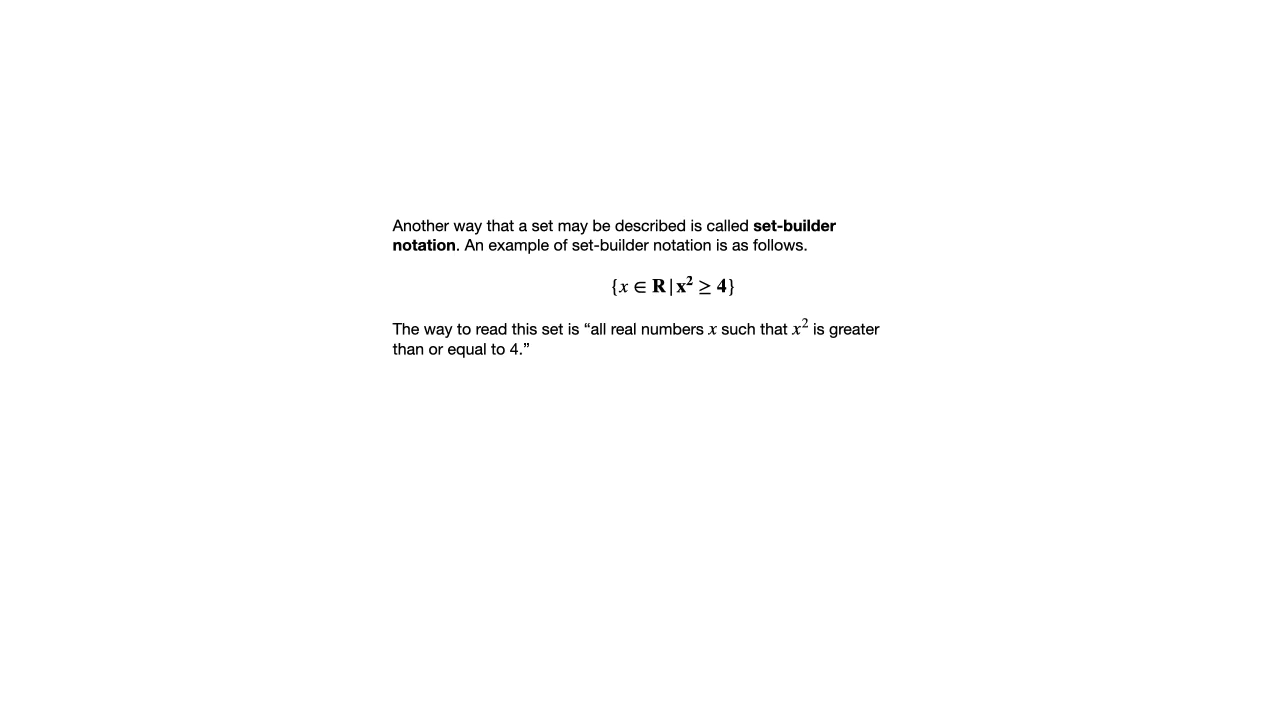 Another way that a set may be described is called set-builder
notation. An example of set-builder notation is as follows.
{x ∈ R | x² ≥ 4}
The way to read this set is “all real numbers x such that x² is greater
than or equal to 4.”